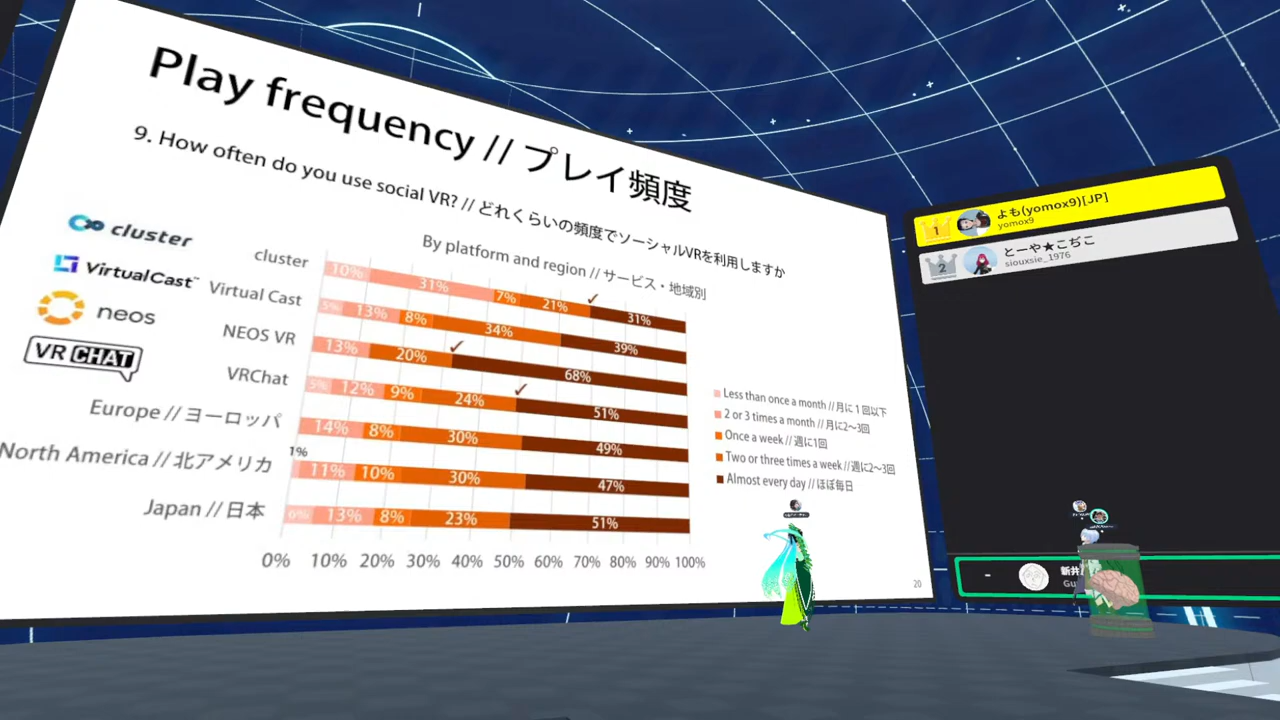 Play frequency // プレイ頻度
9. How often do you use social VR? // どれくらいの頻度でソーシャルVRを利用しますか
By platform and region // サービス・地域別
cluster
VirtualCast™
neos
VR CHAT
cluster 10% 31% 7% 21% 31%
Virtual Cast 5% 13% 8% 34% 39%
NEOS VR 13% 20% 68%
VRChat 5% 12% 9% 24% 51%
Europe // ヨーロッパ 14% 8% 30% 49%
North America // 北アメリカ 1% 11% 10% 30% 47%
Japan // 日本 6% 13% 8% 23% 51%
0% 10% 20% 30% 40% 50% 60% 70% 80% 90% 100%
Less than once a month // 月に1回以下
2 or 3 times a month // 月に2〜3回
Once a week // 週に1回
Two or three times a week // 週に2〜3回
Almost every day // ほぼ毎日
20
1 よも(yomox9)[JP]
yomox9
2 とーや★こぢこ
siouxsie_1976
- 新井
Gu